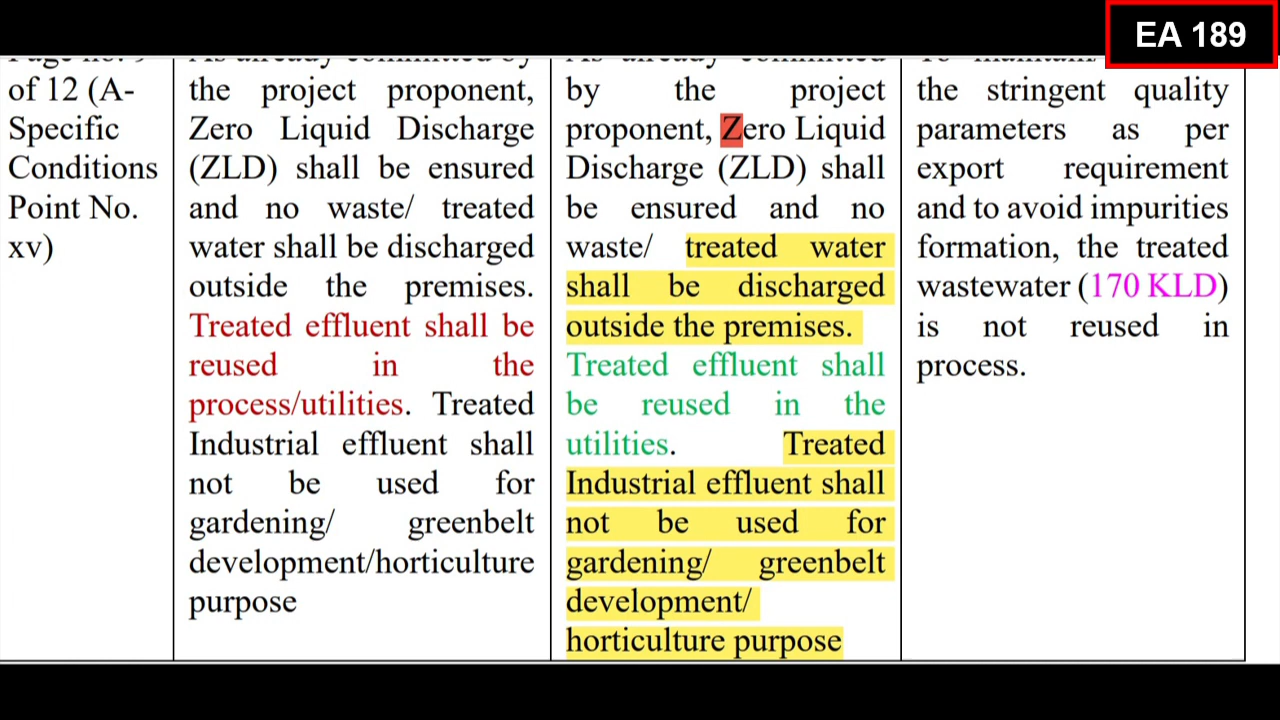 EA 189
of 12 (A-
Specific
Conditions
Point No.
xv)
the project proponent,
Zero Liquid Discharge
(ZLD) shall be ensured
and no waste/ treated
water shall be discharged
outside the premises.
Treated effluent shall be
reused in the
process/utilities. Treated
Industrial effluent shall
not be used for
gardening/ greenbelt
development/horticulture
purpose
by the project
proponent, Zero Liquid
Discharge (ZLD) shall
be ensured and no
waste/ treated water
shall be discharged
outside the premises.
Treated effluent shall
be reused in the
utilities. Treated
Industrial effluent shall
not be used for
gardening/ greenbelt
development/
horticulture purpose
the stringent quality
parameters as per
export requirement
and to avoid impurities
formation, the treated
wastewater (170 KLD)
is not reused in
process.